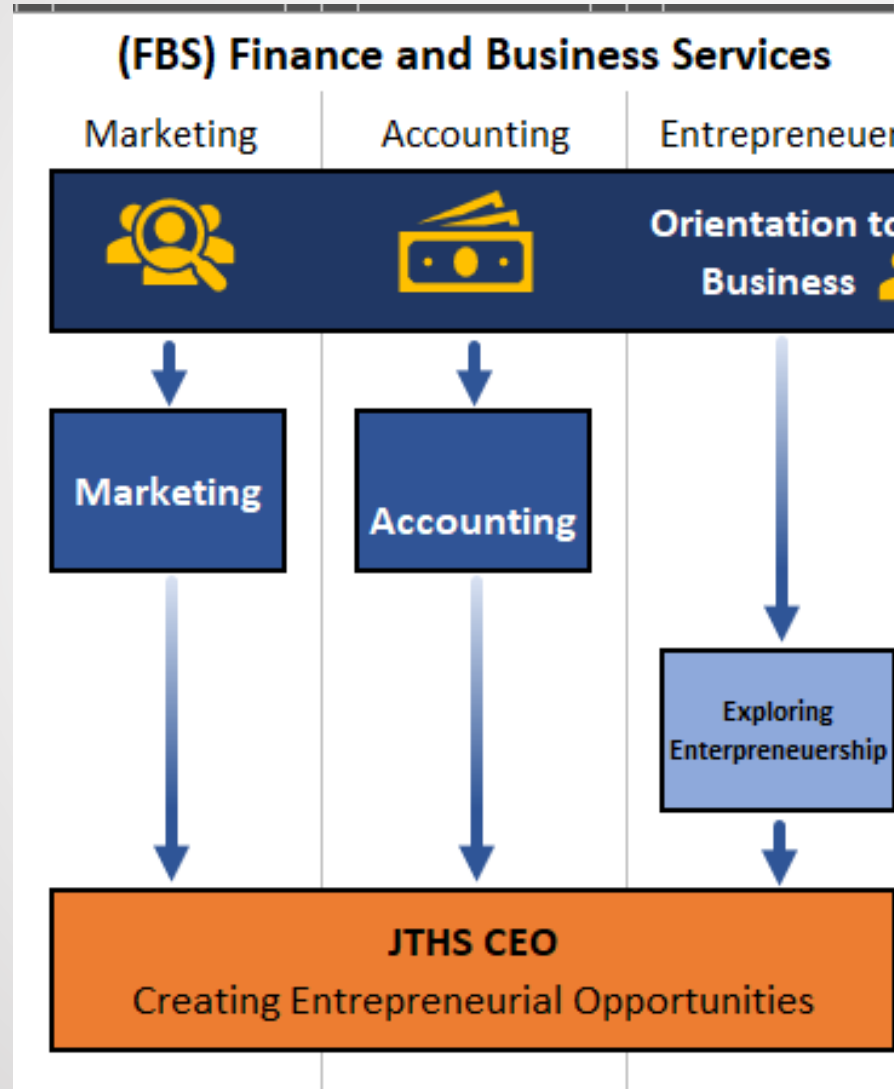 (FBS) Finance and Business Services
Marketing Accounting Entrepreneuer
Orientation to
Business
Marketing
Accounting
Exploring
Enterpreneuership
JTHS CEO
Creating Entrepreneurial Opportunities